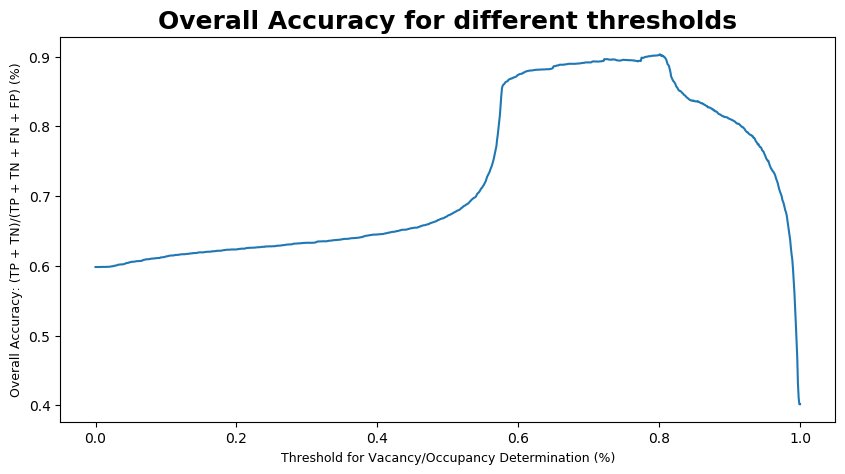 Overall Accuracy for different thresholds
Overall Accuracy: (TP + TN)/(TP + TN + FN + FP) (%)
0.9
0.8
0.7
0.6
0.5
0.4
0.0 0.2 0.4 0.6 0.8 1.0
Threshold for Vacancy/Occupancy Determination (%)